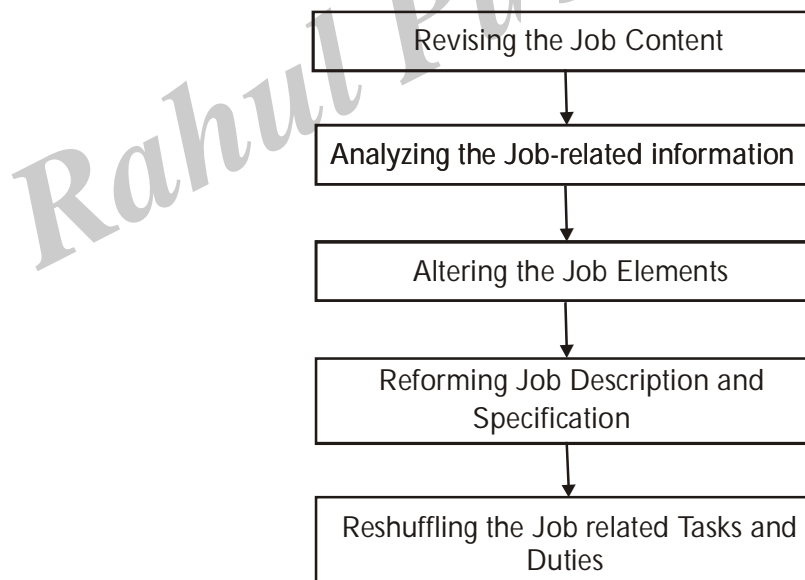 Revising the Job Content
Analyzing the Job-related information
Altering the Job Elements
Reforming Job Description and
Specification
Reshuffling the Job related Tasks and
Duties
Rahul